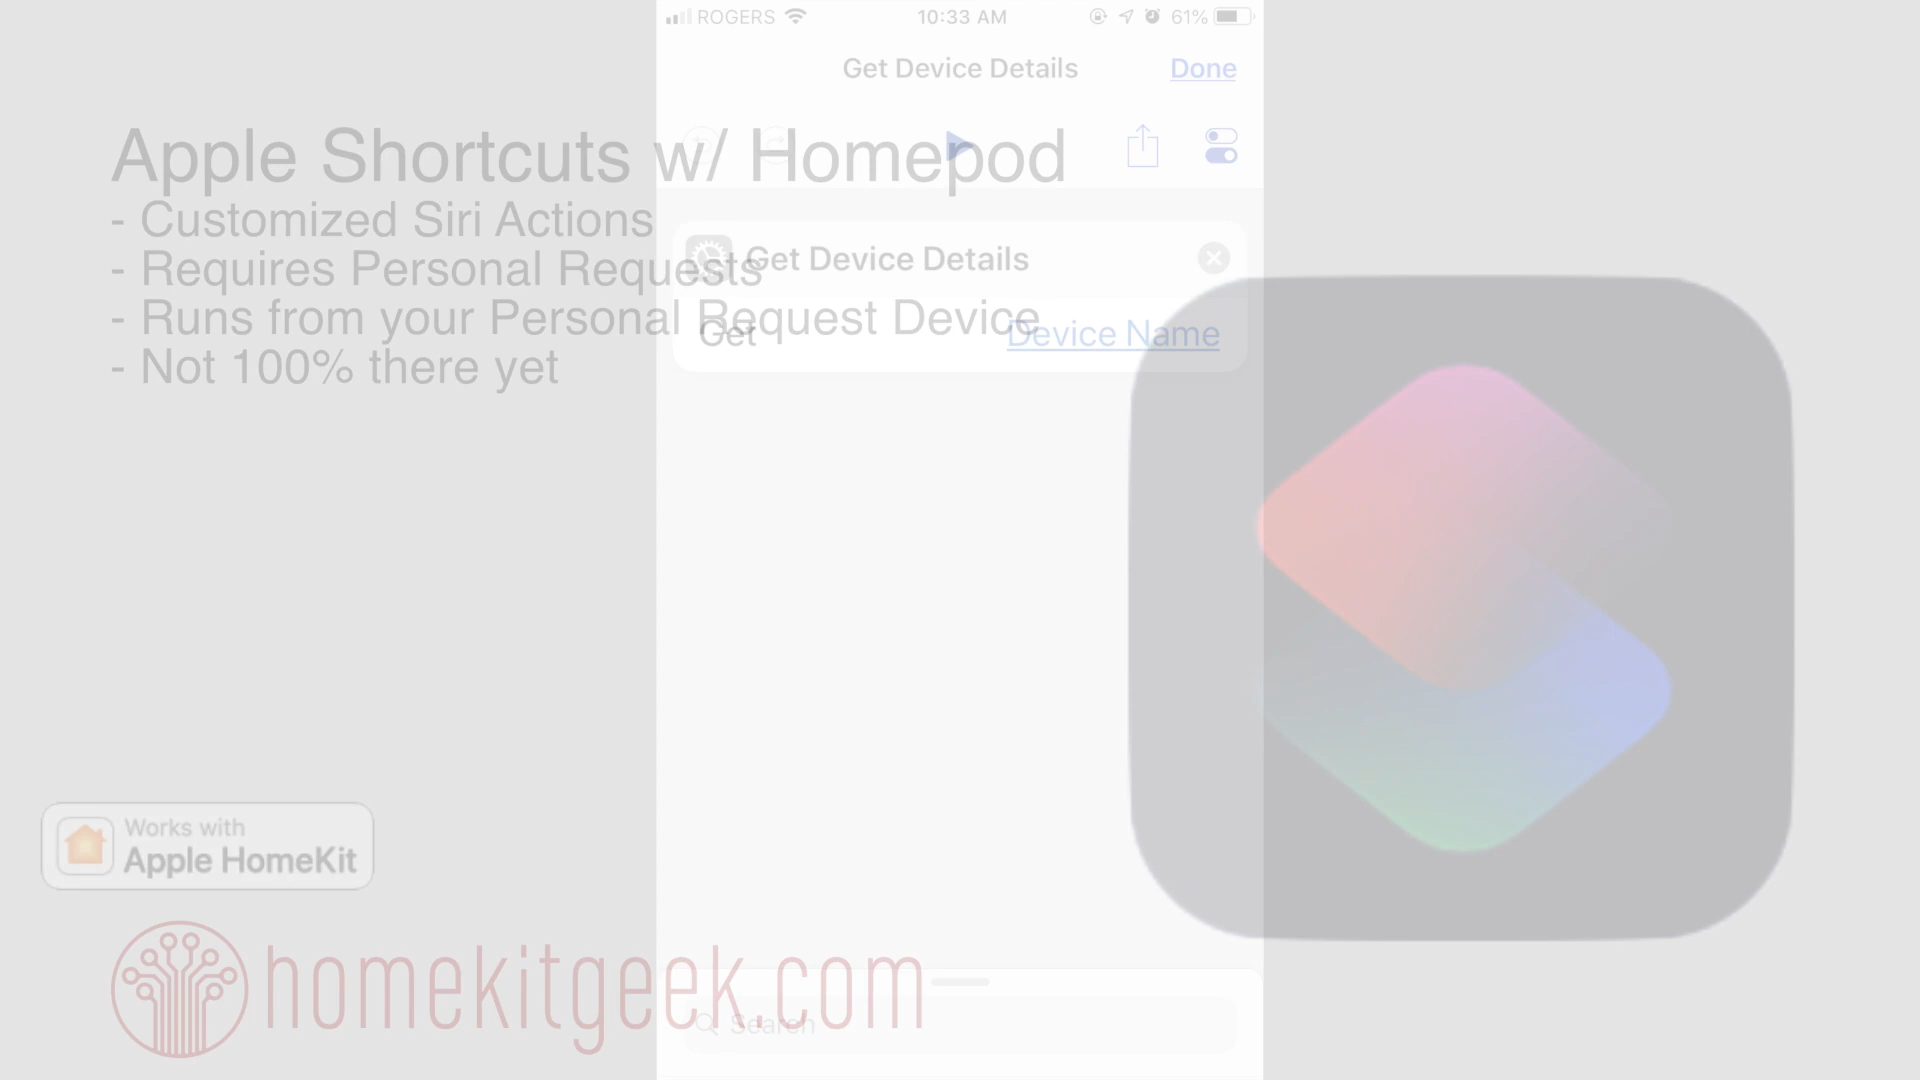 ROGERS
10:33 AM
61%
Get Device Details
Done
Apple Shortcuts w/ Homepod
- Customized Siri Actions
- Requires Personal Requests
- Runs from your Personal Request Device
- Not 100% there yet
Get Device Details
Get
Device Name
Works with
Apple HomeKit
homekitgeek.com
Search